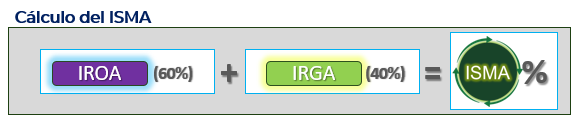 Cálculo del ISMA
IROA (60%) + IRGA (40%) = ISMA %